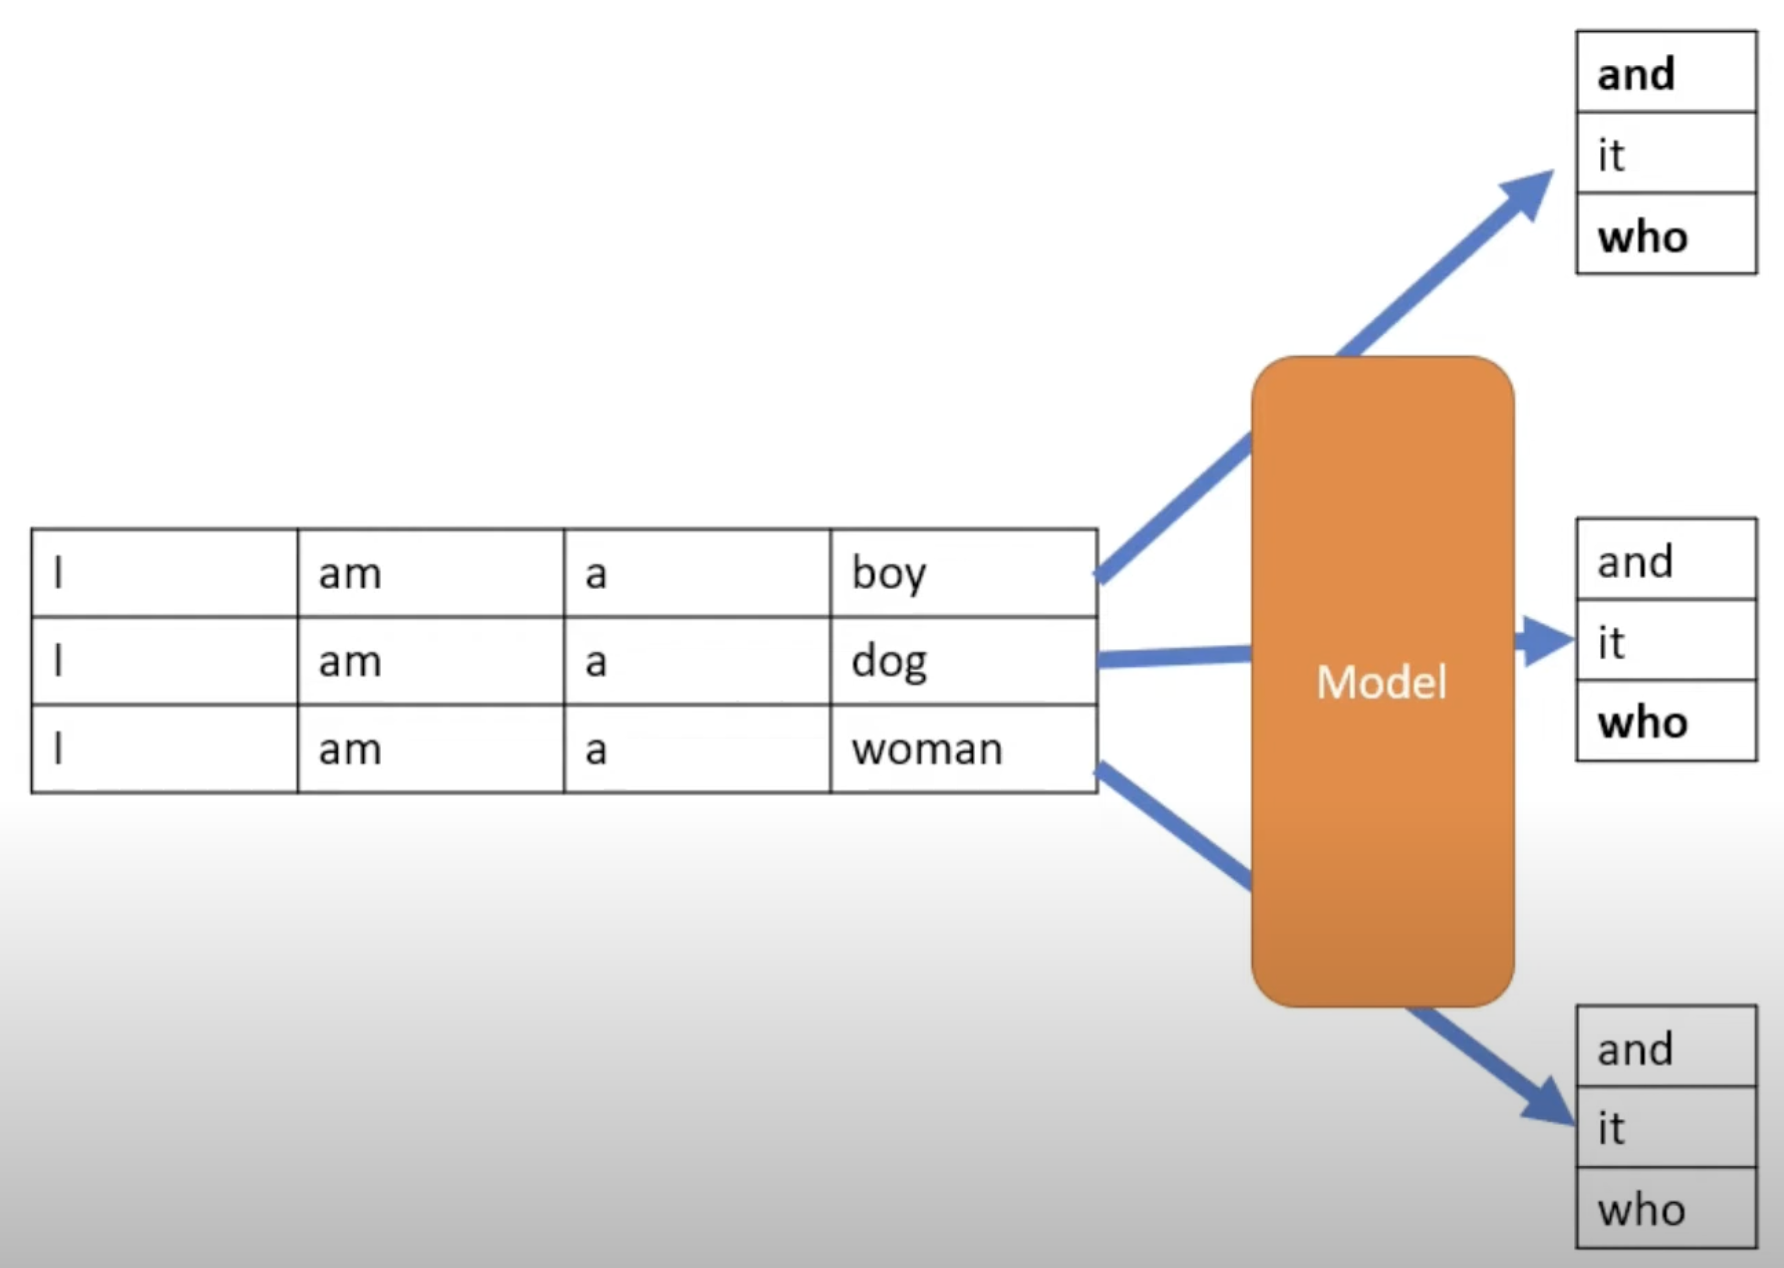 and
it
who
I am a boy
I am a dog
I am a woman
Model
and
it
who
and
it
who